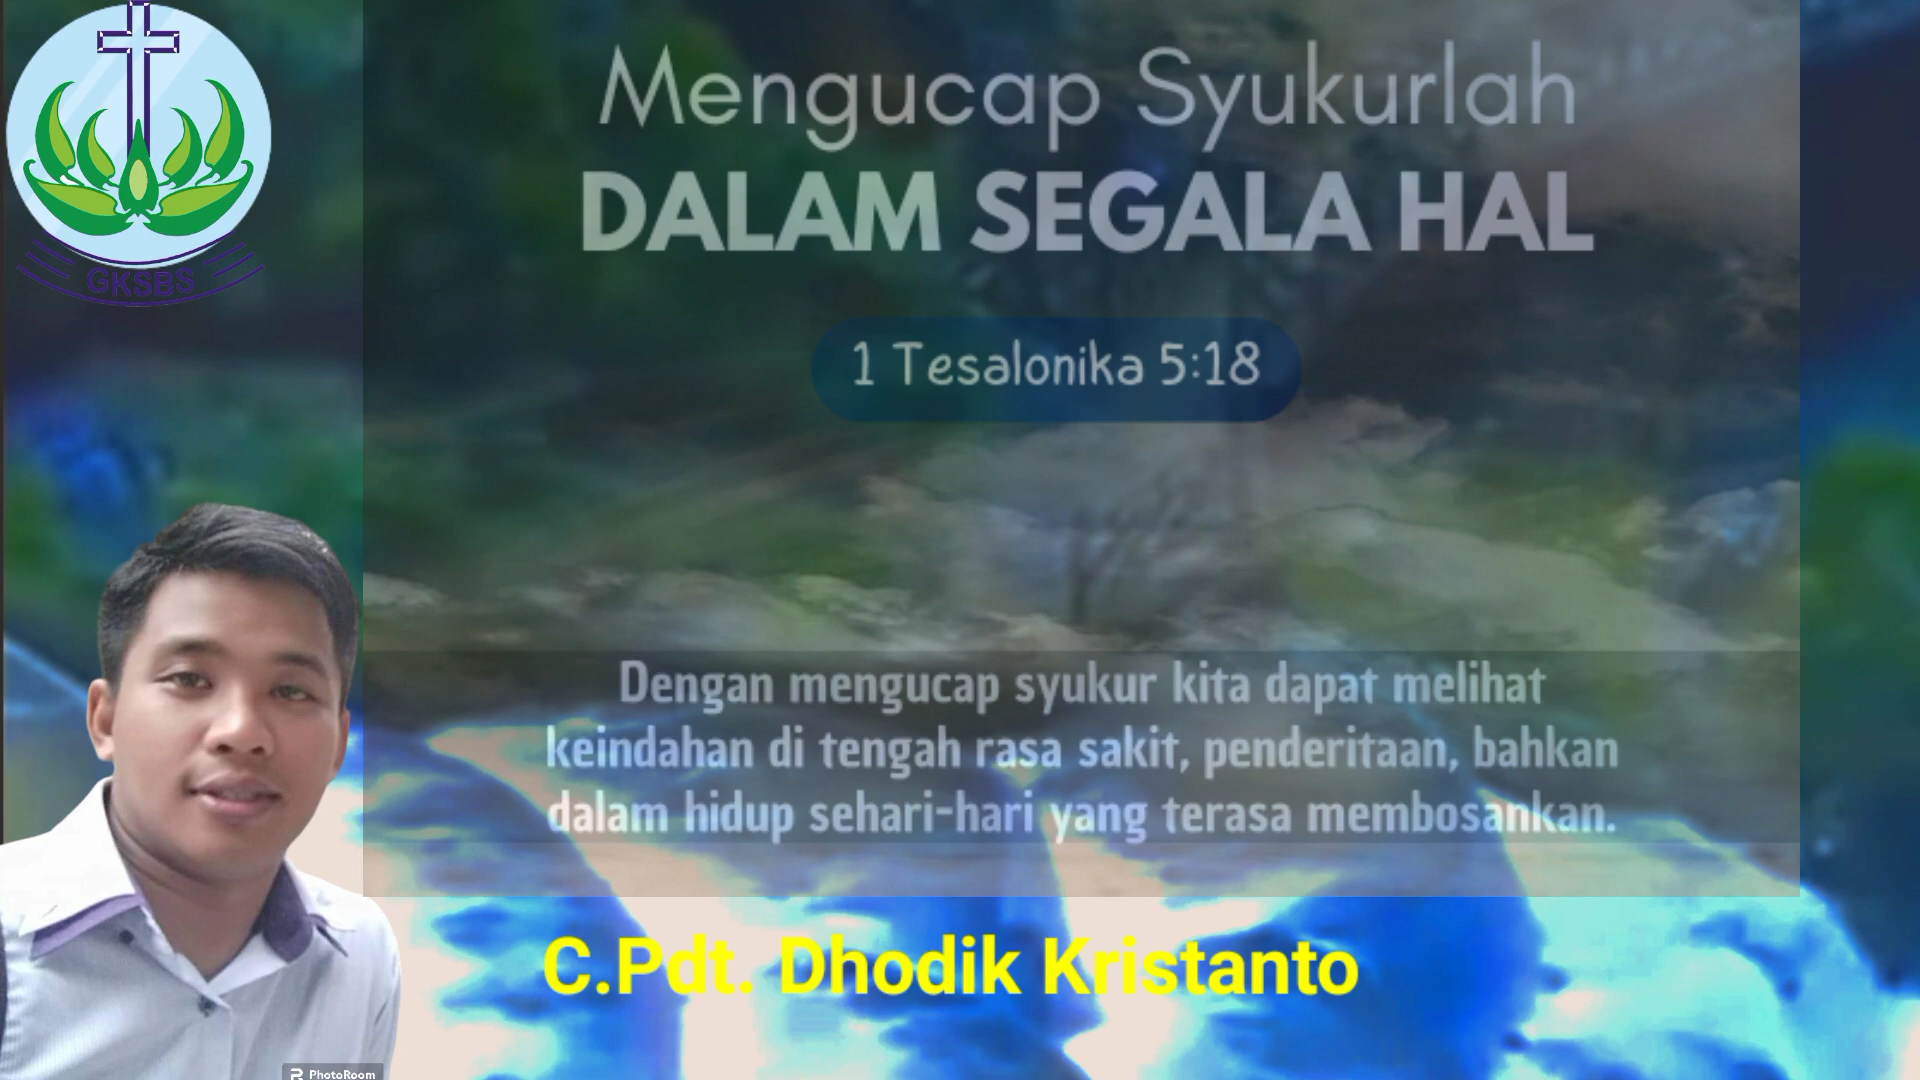 GKSBS
Mengucap Syukurlah
DALAM SEGALA HAL
1 Tesalonika 5:18
Dengan mengucap syukur kita dapat melihat
keindahan di tengah rasa sakit, penderitaan, bahkan
dalam hidup sehari-hari yang terasa membosankan.
C.Pdt. Dhodik Kristanto
PhotoRoom